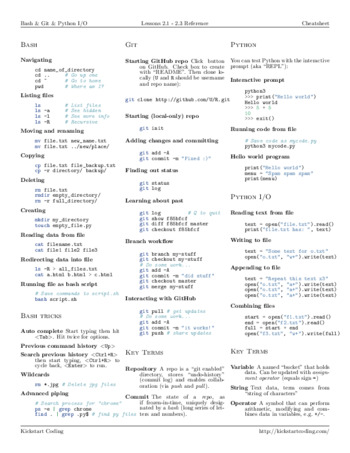 Bash & Git & Python I/O
Lessons 2.1 - 2.3 Reference
Cheatsheet
Bash
Navigating
cd name_of_directory
cd .. # Go up one
cd ~ # Go to home
pwd # Where am I?
Listing files
ls # List files
ls -a # See hidden
ls -l # See more info
ls -R # Recursive
Moving and renaming
mv file.txt new_name.txt
mv file.txt ../new/place/
Copying
cp file.txt file_backup.txt
cp -r directory/ backup/
Deleting
rm file.txt
rmdir empty_directory/
rm -r full_directory/
Creating
mkdir my_directory
touch empty_file.py
Reading data from file
cat filename.txt
cat file1 file2 file3
Redirecting data into file
ls -R > all_files.txt
cat a.html b.html > c.html
Running file as bash script
# Save commands to script.sh
bash script.sh
Bash tricks
Auto complete Start typing then hit
<Tab>. Hit twice for options.
Previous command history <Up>
Search previous history <Ctrl+R>
then start typing, <Ctrl+R> to
cycle back, <Enter> to run.
Wildcards
rm *.jpg # Delete jpg files
Advanced piping
# Search process for "chrome"
ps -e | grep chrome
find . | grep .py$ # find py files
Git
Starting GitHub repo Click button
on GitHub. Check box to create
with "README". Then clone locally
(U and R should be username
and repo name):
git clone http://github.com/U/R.git
Starting (local-only) repo
git init
Adding changes and committing
git add -A
git commit -m "Fixed :)"
Finding out status
git status
git log
Learning about past
git log # Q to quit
git show f80bfcf
git diff f80bfcf master
git checkout f80bfcf
Branch workflow
git branch my-stuff
git checkout my-stuff
# Do some work...
git add -A
git commit -m "did stuff"
git checkout master
git merge my-stuff
Interacting with GitHub
git pull # get updates
# Do some work...
git add -A
git commit -m "it works!"
git push # share updates
Key Terms
Repository A repo is a "git enabled"
directory, stores "undo-history"
(commit log) and enables collaboration
(via push and pull).
Commit The state of a repo, as
if frozen-in-time, uniquely designated
by a hash (long series of letters
and numbers).
Python
You can test Python with the interactive
prompt (aka "REPL"):
Interactive prompt
python3
>>> print("Hello world")
Hello world
>>> 5 + 5
10
>>> exit()
Running code from file
# Save code as mycode.py
python3 mycode.py
Hello world program
print("Hello world")
menu = "Spam spam spam"
print(menu)
Python I/O
Reading text from file
text = open("file.txt").read()
print("file.txt has: ", text)
Writing to file
text = "Some text for o.txt"
open("o.txt", "w+").write(text)
Appending to file
text = "Repeat this text x3"
open("o.txt", "a+").write(text)
open("o.txt", "a+").write(text)
open("o.txt", "a+").write(text)
Combining files
start = open("f1.txt").read()
end = open("f2.txt").read()
full = start + end
open("f3.txt", "w+").write(full)
Key Terms
Variable A named "bucket" that holds
data. Can be updated with assignment
operator (equals sign =)
String Text data, term comes from
"string of characters"
Operator A symbol that can perform
arithmetic, modifying and combines
data in variables, e.g. +/*-.
Kickstart Coding
http://kickstartcoding.com/